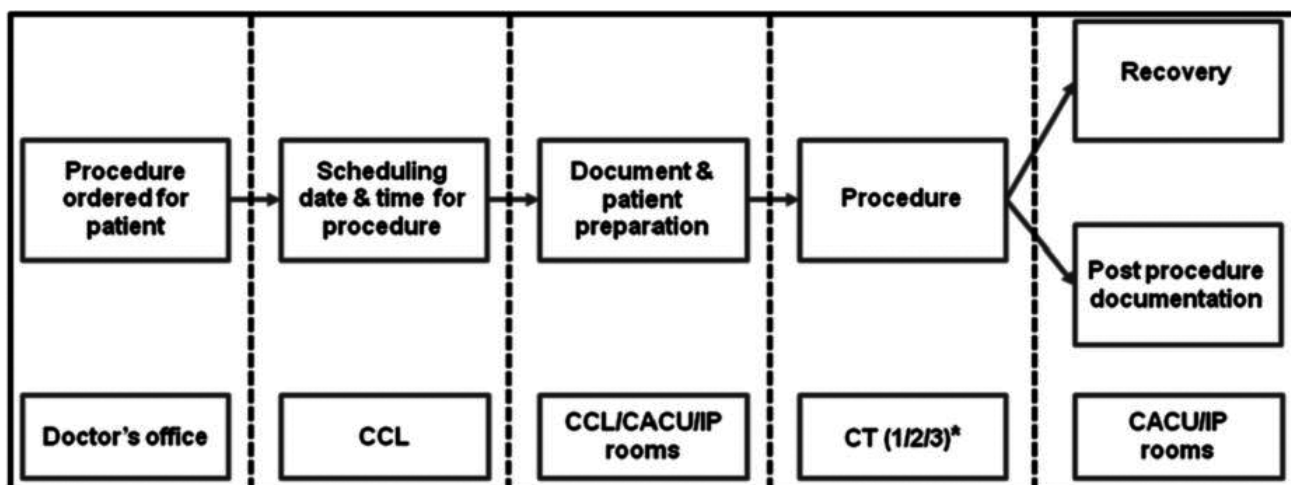 Procedure
ordered for
patient
Scheduling
date & time for
procedure
Document &
patient
preparation
Procedure
Recovery
Post procedure
documentation
Doctor's office
CCL
CCL/CACU/IP
rooms
CT (1/2/3)*
CACU/IP
rooms